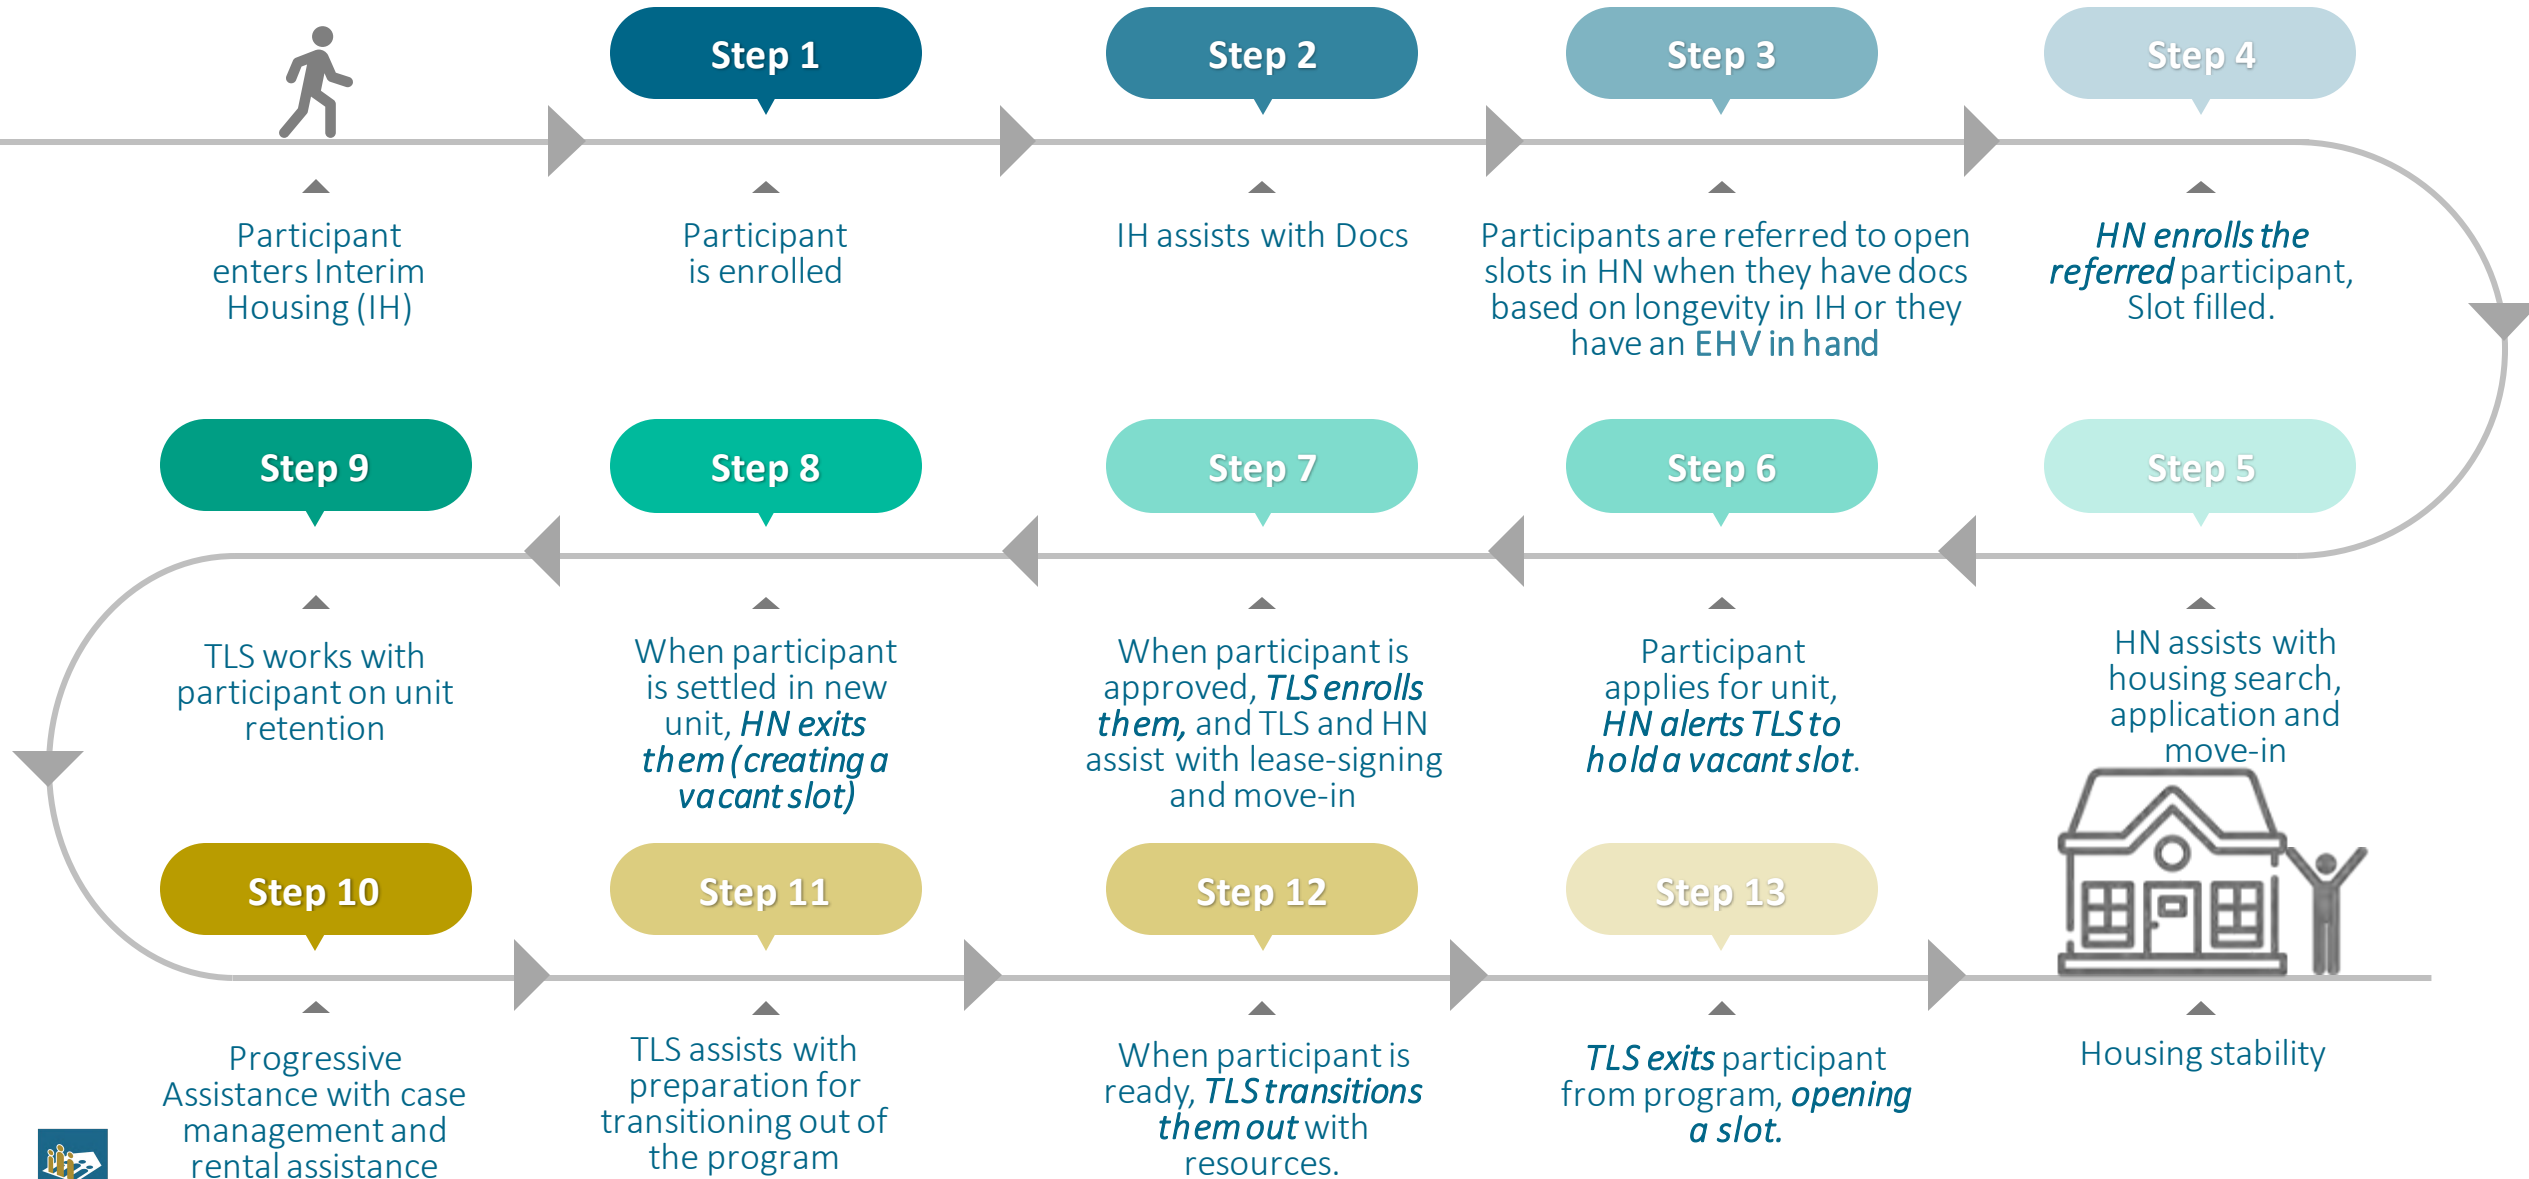 Step 1
Step 2
Step 3
Step 4
Participant
enters Interim
Housing (IH)
Participant
is enrolled
IH assists with Docs
Participants are referred to open
slots in HN when they have docs
based on longevity in IH or they
have an EHV in hand
HN enrolls the
referred participant,
Slot filled.
Step 9
Step 8
Step 7
Step 6
Step 5
TLS works with
participant on unit
retention
When participant
is settled in new
unit, HN exits
them (creating a
vacant slot)
When participant is
approved, TLS enrolls
them, and TLS and HN
assist with lease-signing
and move-in
Participant
applies for unit,
HN alerts TLS to
hold a vacant slot.
HN assists with
housing search,
application and
move-in
Step 10
Step 11
Step 12
Step 13
Progressive
Assistance with case
management and
rental assistance
TLS assists with
preparation for
transitioning out of
the program
When participant is
ready, TLS transitions
them out with
resources.
TLS exits participant
from program, opening
a slot.
Housing stability